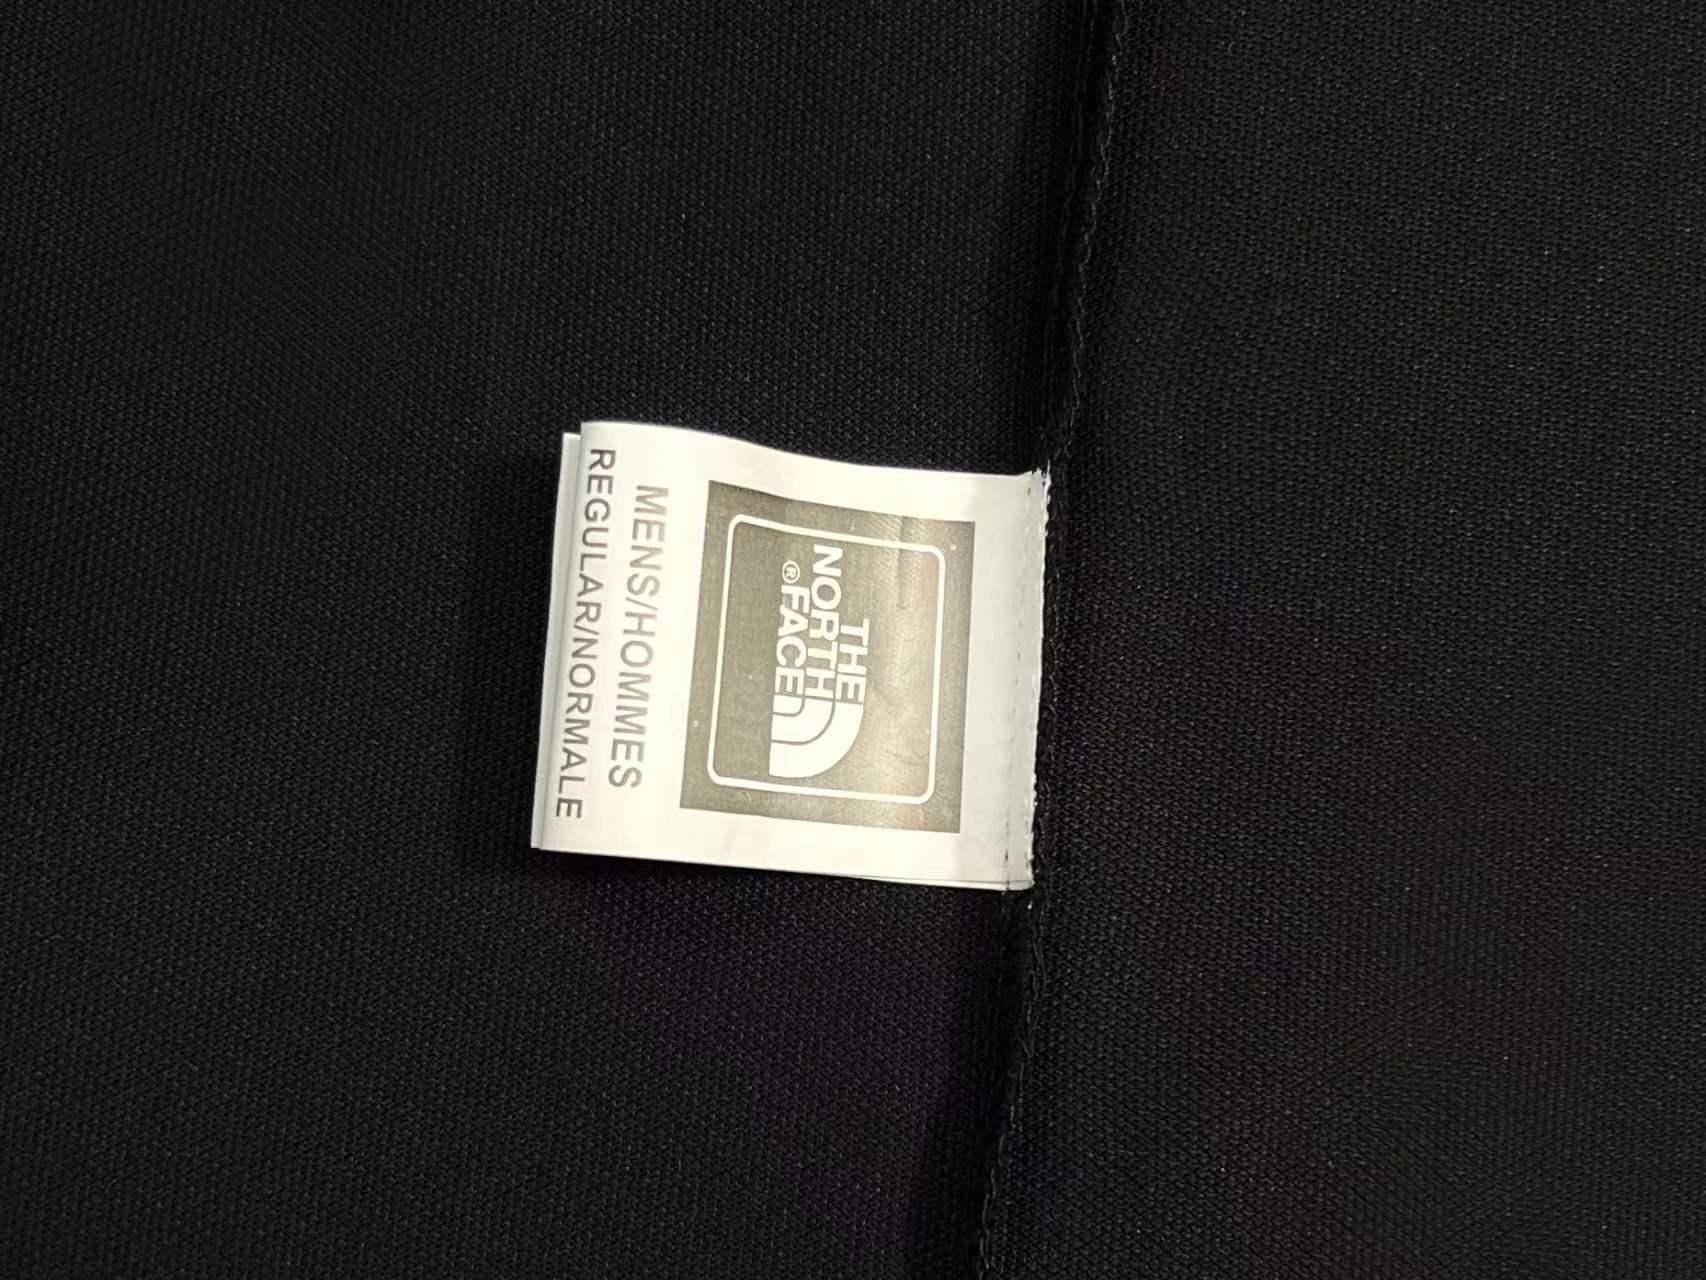 THE
NORTH
®FACE
MENS/HOMMES
REGULAR/NORMALE